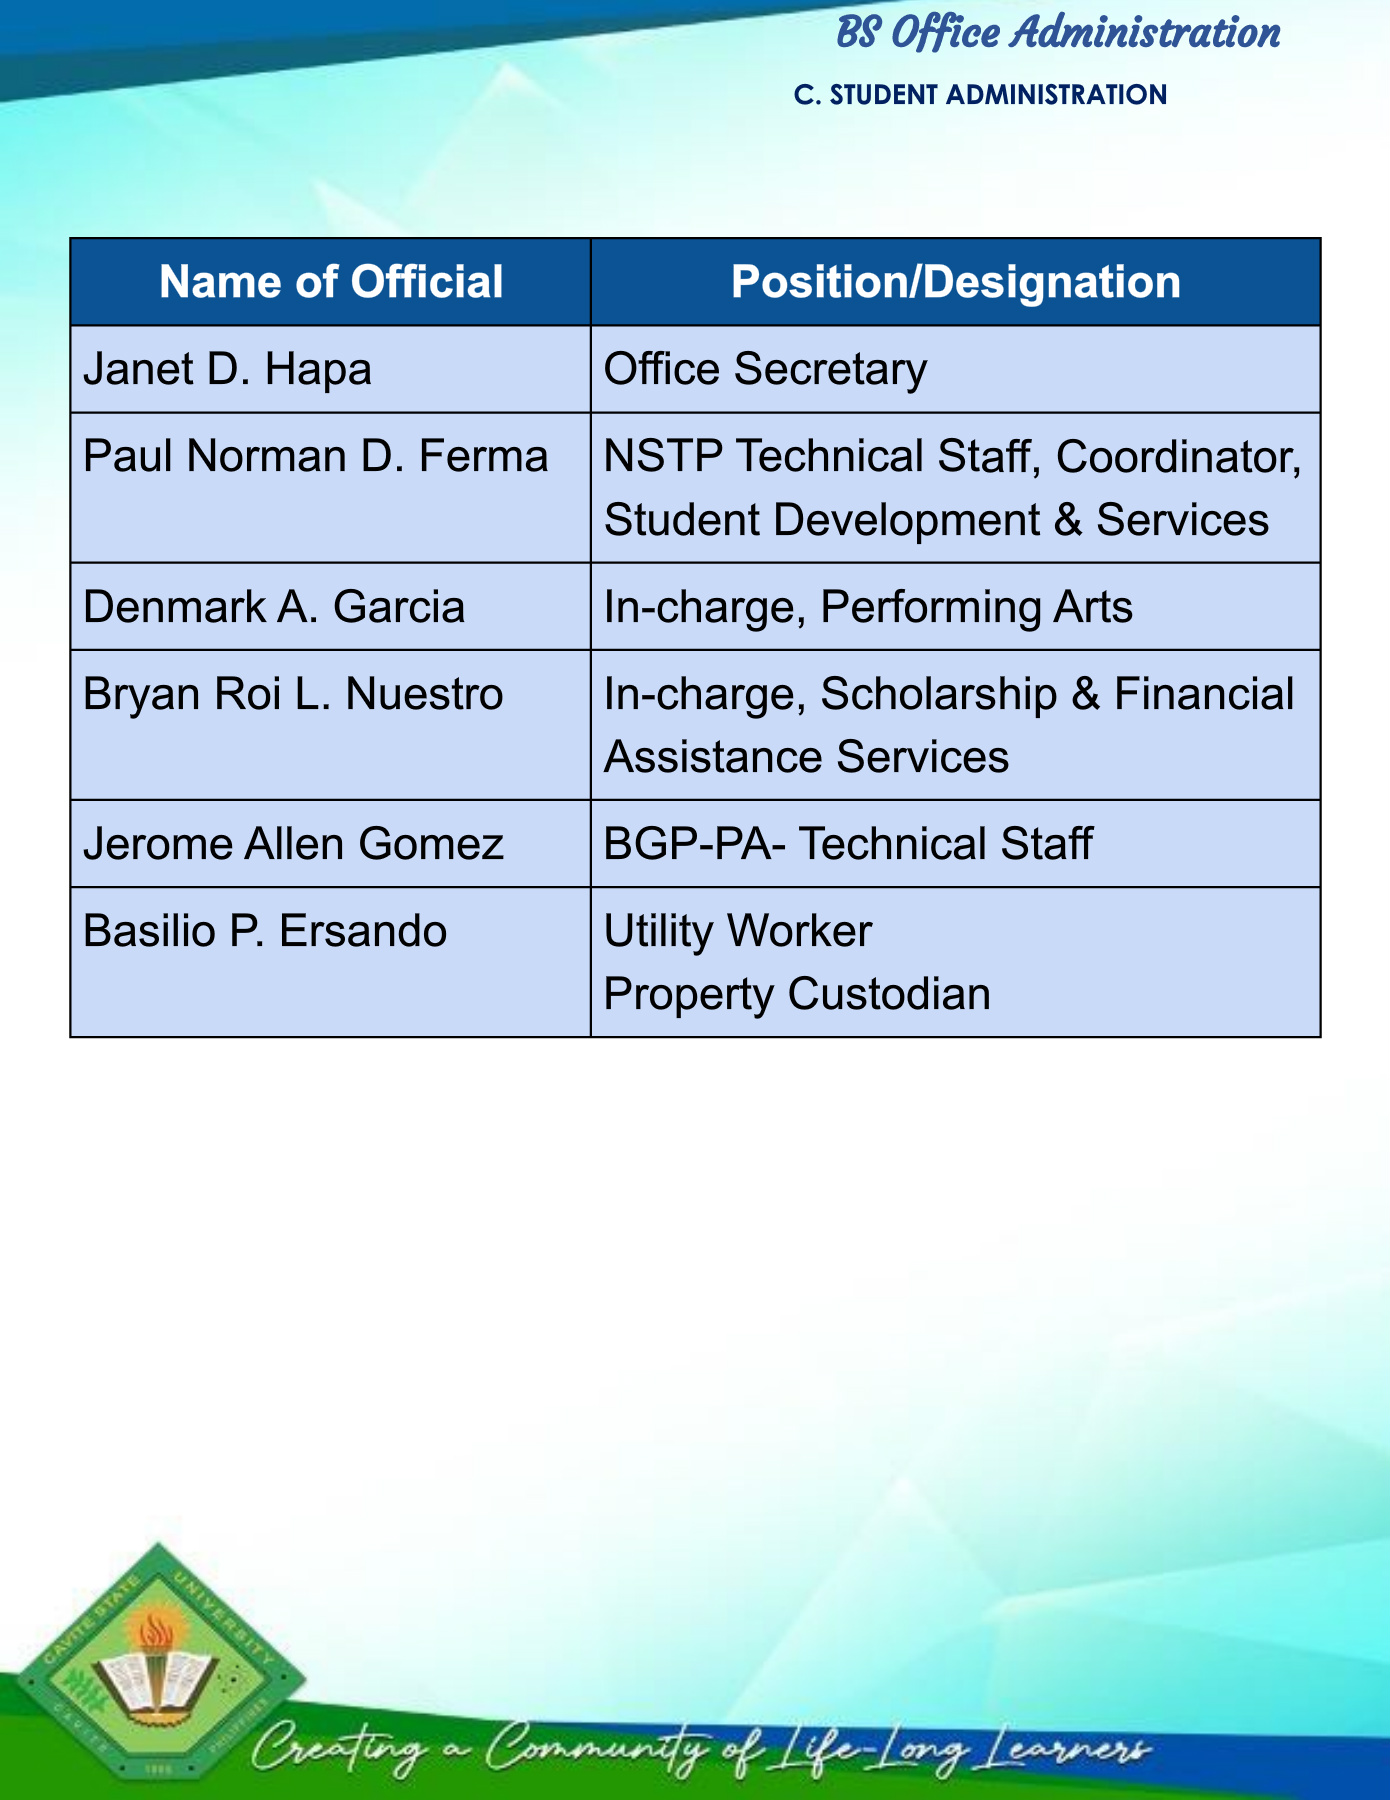 BS Office Administration
C. STUDENT ADMINISTRATION
Name of Official Position/Designation
Janet D. Hapa Office Secretary
Paul Norman D. Ferma NSTP Technical Staff, Coordinator,
Student Development & Services
Denmark A. Garcia In-charge, Performing Arts
Bryan Roi L. Nuestro In-charge, Scholarship & Financial
Assistance Services
Jerome Allen Gomez BGP-PA- Technical Staff
Basilio P. Ersando Utility Worker
Property Custodian
CAVITE STATE UNIVERSITY
CAVITE PHILIPPINES
1906
Creating a Community of Life-Long Learners